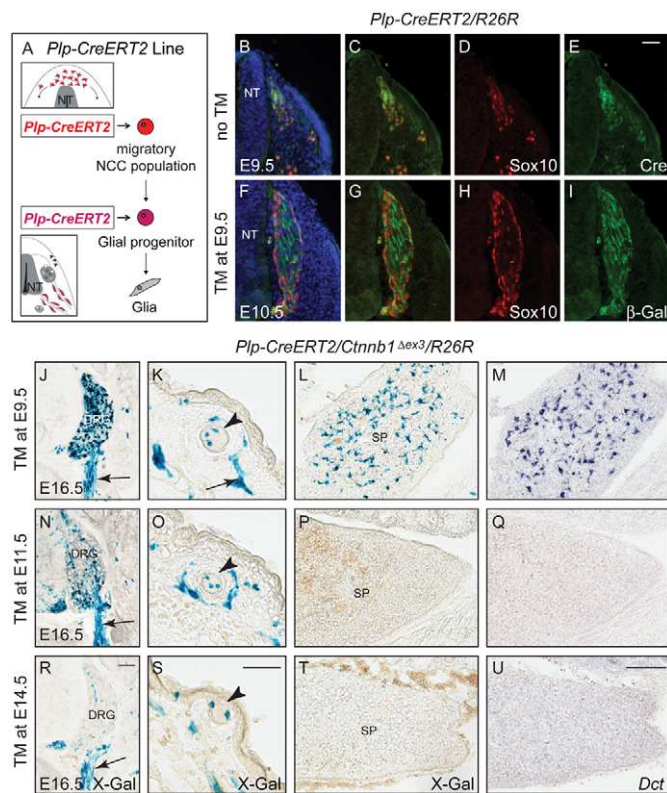 A Plp-CreERT2 Line
NT
Plp-CreERT2
migratory
NCC population
Plp-CreERT2
Glial progenitor
NT
Glia
Plp-CreERT2/R26R
no TM
B
NT
E9.5
C
D
Sox10
E
Cre
TM at E9.5
F
NT
E10.5
G
H
Sox10
I
β-Gal
Plp-CreERT2/Ctnnb1 Δex3/R26R
TM at E9.5
J
DRG
E16.5
K
L
SP
M
TM at E11.5
N
DRG
E16.5
O
P
SP
Q
TM at E14.5
R
DRG
E16.5 X-Gal
S
T
SP
X-Gal
U
Dct